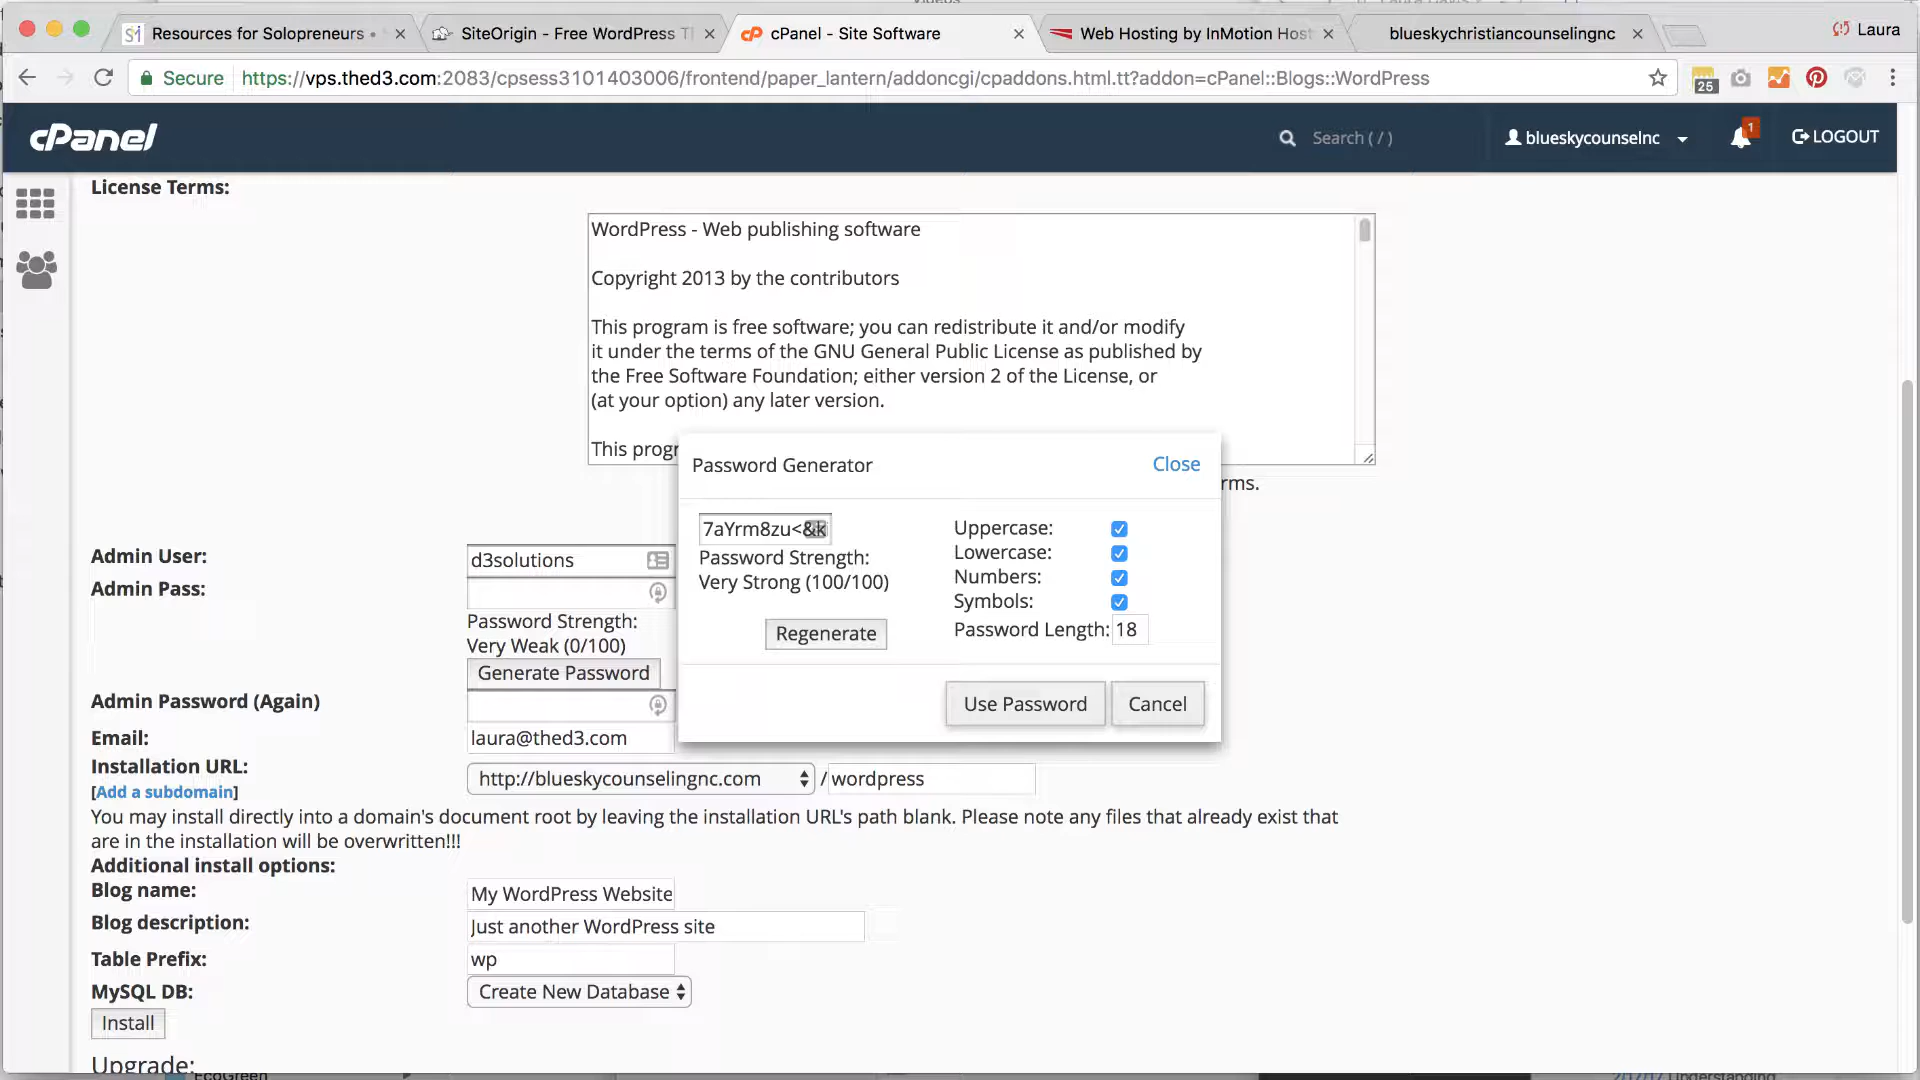 Resources for Solopreneurs •
SiteOrigin - Free WordPress T
cPanel - Site Software
Web Hosting by InMotion Host
blueskychristiancounselingnc
Laura
Secure
https://vps.thed3.com:2083/cpsess3101403006/frontend/paper_lantern/addoncgi/cpaddons.html.tt?addon=cPanel::Blogs::WordPress
25
cPanel
Search ( / )
blueskycounselnc
1
LOGOUT
License Terms:
WordPress - Web publishing software
Copyright 2013 by the contributors
This program is free software; you can redistribute it and/or modify
it under the terms of the GNU General Public License as published by
the Free Software Foundation; either version 2 of the License, or
(at your option) any later version.
This progr
rms.
Password Generator
Close
7aYrm8zu<&k
Password Strength:
Very Strong (100/100)
Regenerate
Uppercase:
Lowercase:
Numbers:
Symbols:
Password Length: 18
Use Password
Cancel
Admin User:
d3solutions
Admin Pass:
Password Strength:
Very Weak (0/100)
Generate Password
Admin Password (Again)
Email:
laura@thed3.com
Installation URL:
http://blueskycounselingnc.com
/ wordpress
[Add a subdomain]
You may install directly into a domain's document root by leaving the installation URL's path blank. Please note any files that already exist that
are in the installation will be overwritten!!!
Additional install options:
Blog name:
My WordPress Website
Blog description:
Just another WordPress site
Table Prefix:
wp
MySQL DB:
Create New Database
Install
Upgrade:
EcoGreen